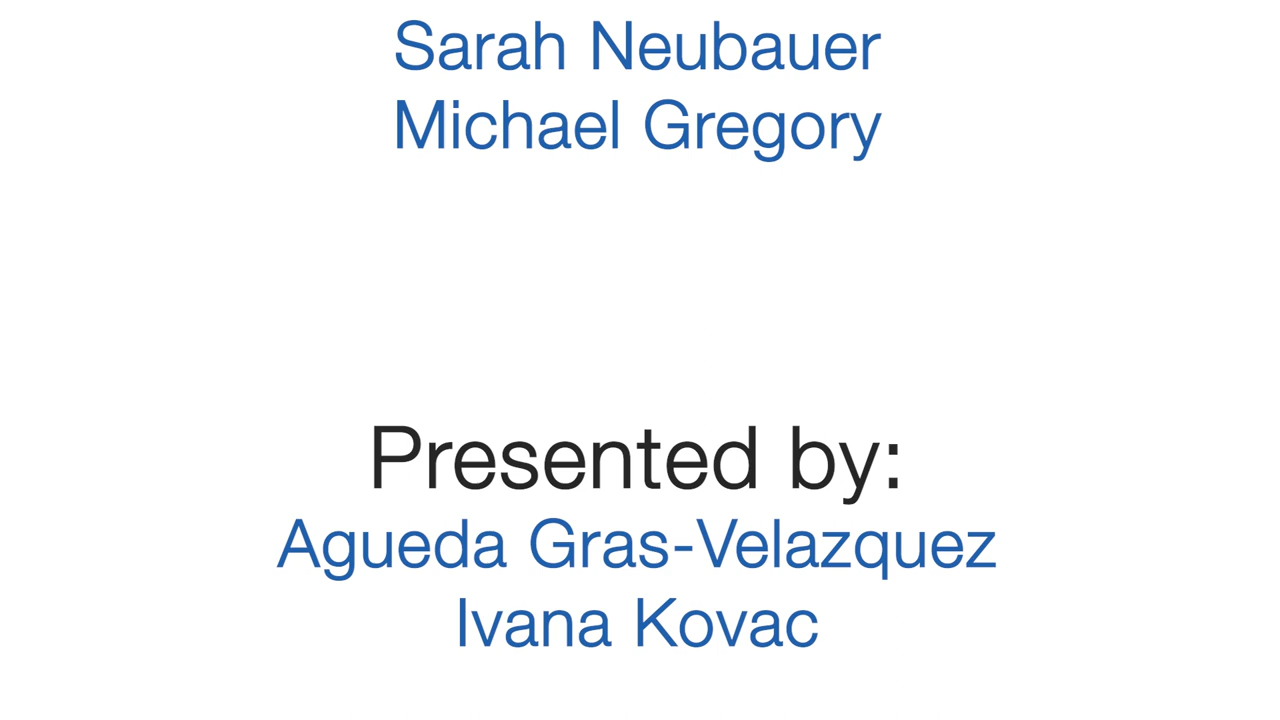 Sarah Neubauer
Michael Gregory
Presented by:
Agueda Gras-Velazquez
Ivana Kovac